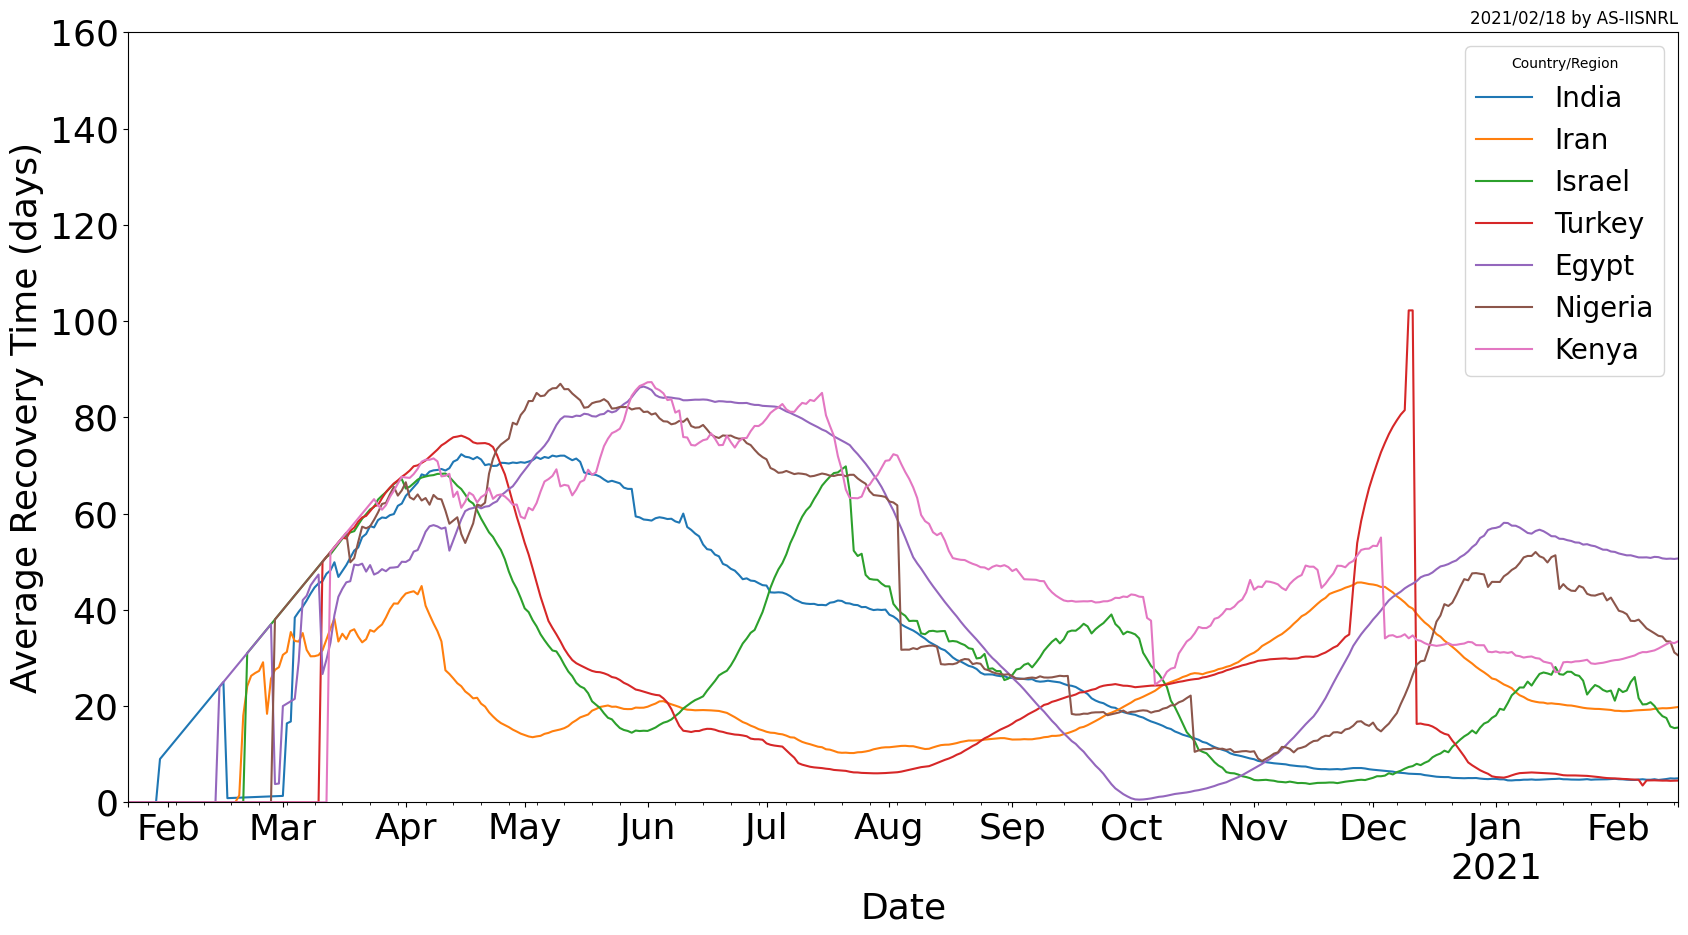 2021/02/18 by AS-IISNRL
Average Recovery Time (days)
160
140
120
100
80
60
40
20
0
Country/Region
India
Iran
Israel
Turkey
Egypt
Nigeria
Kenya
Feb Mar Apr May Jun Jul Aug Sep Oct Nov Dec Jan Feb
2021
Date